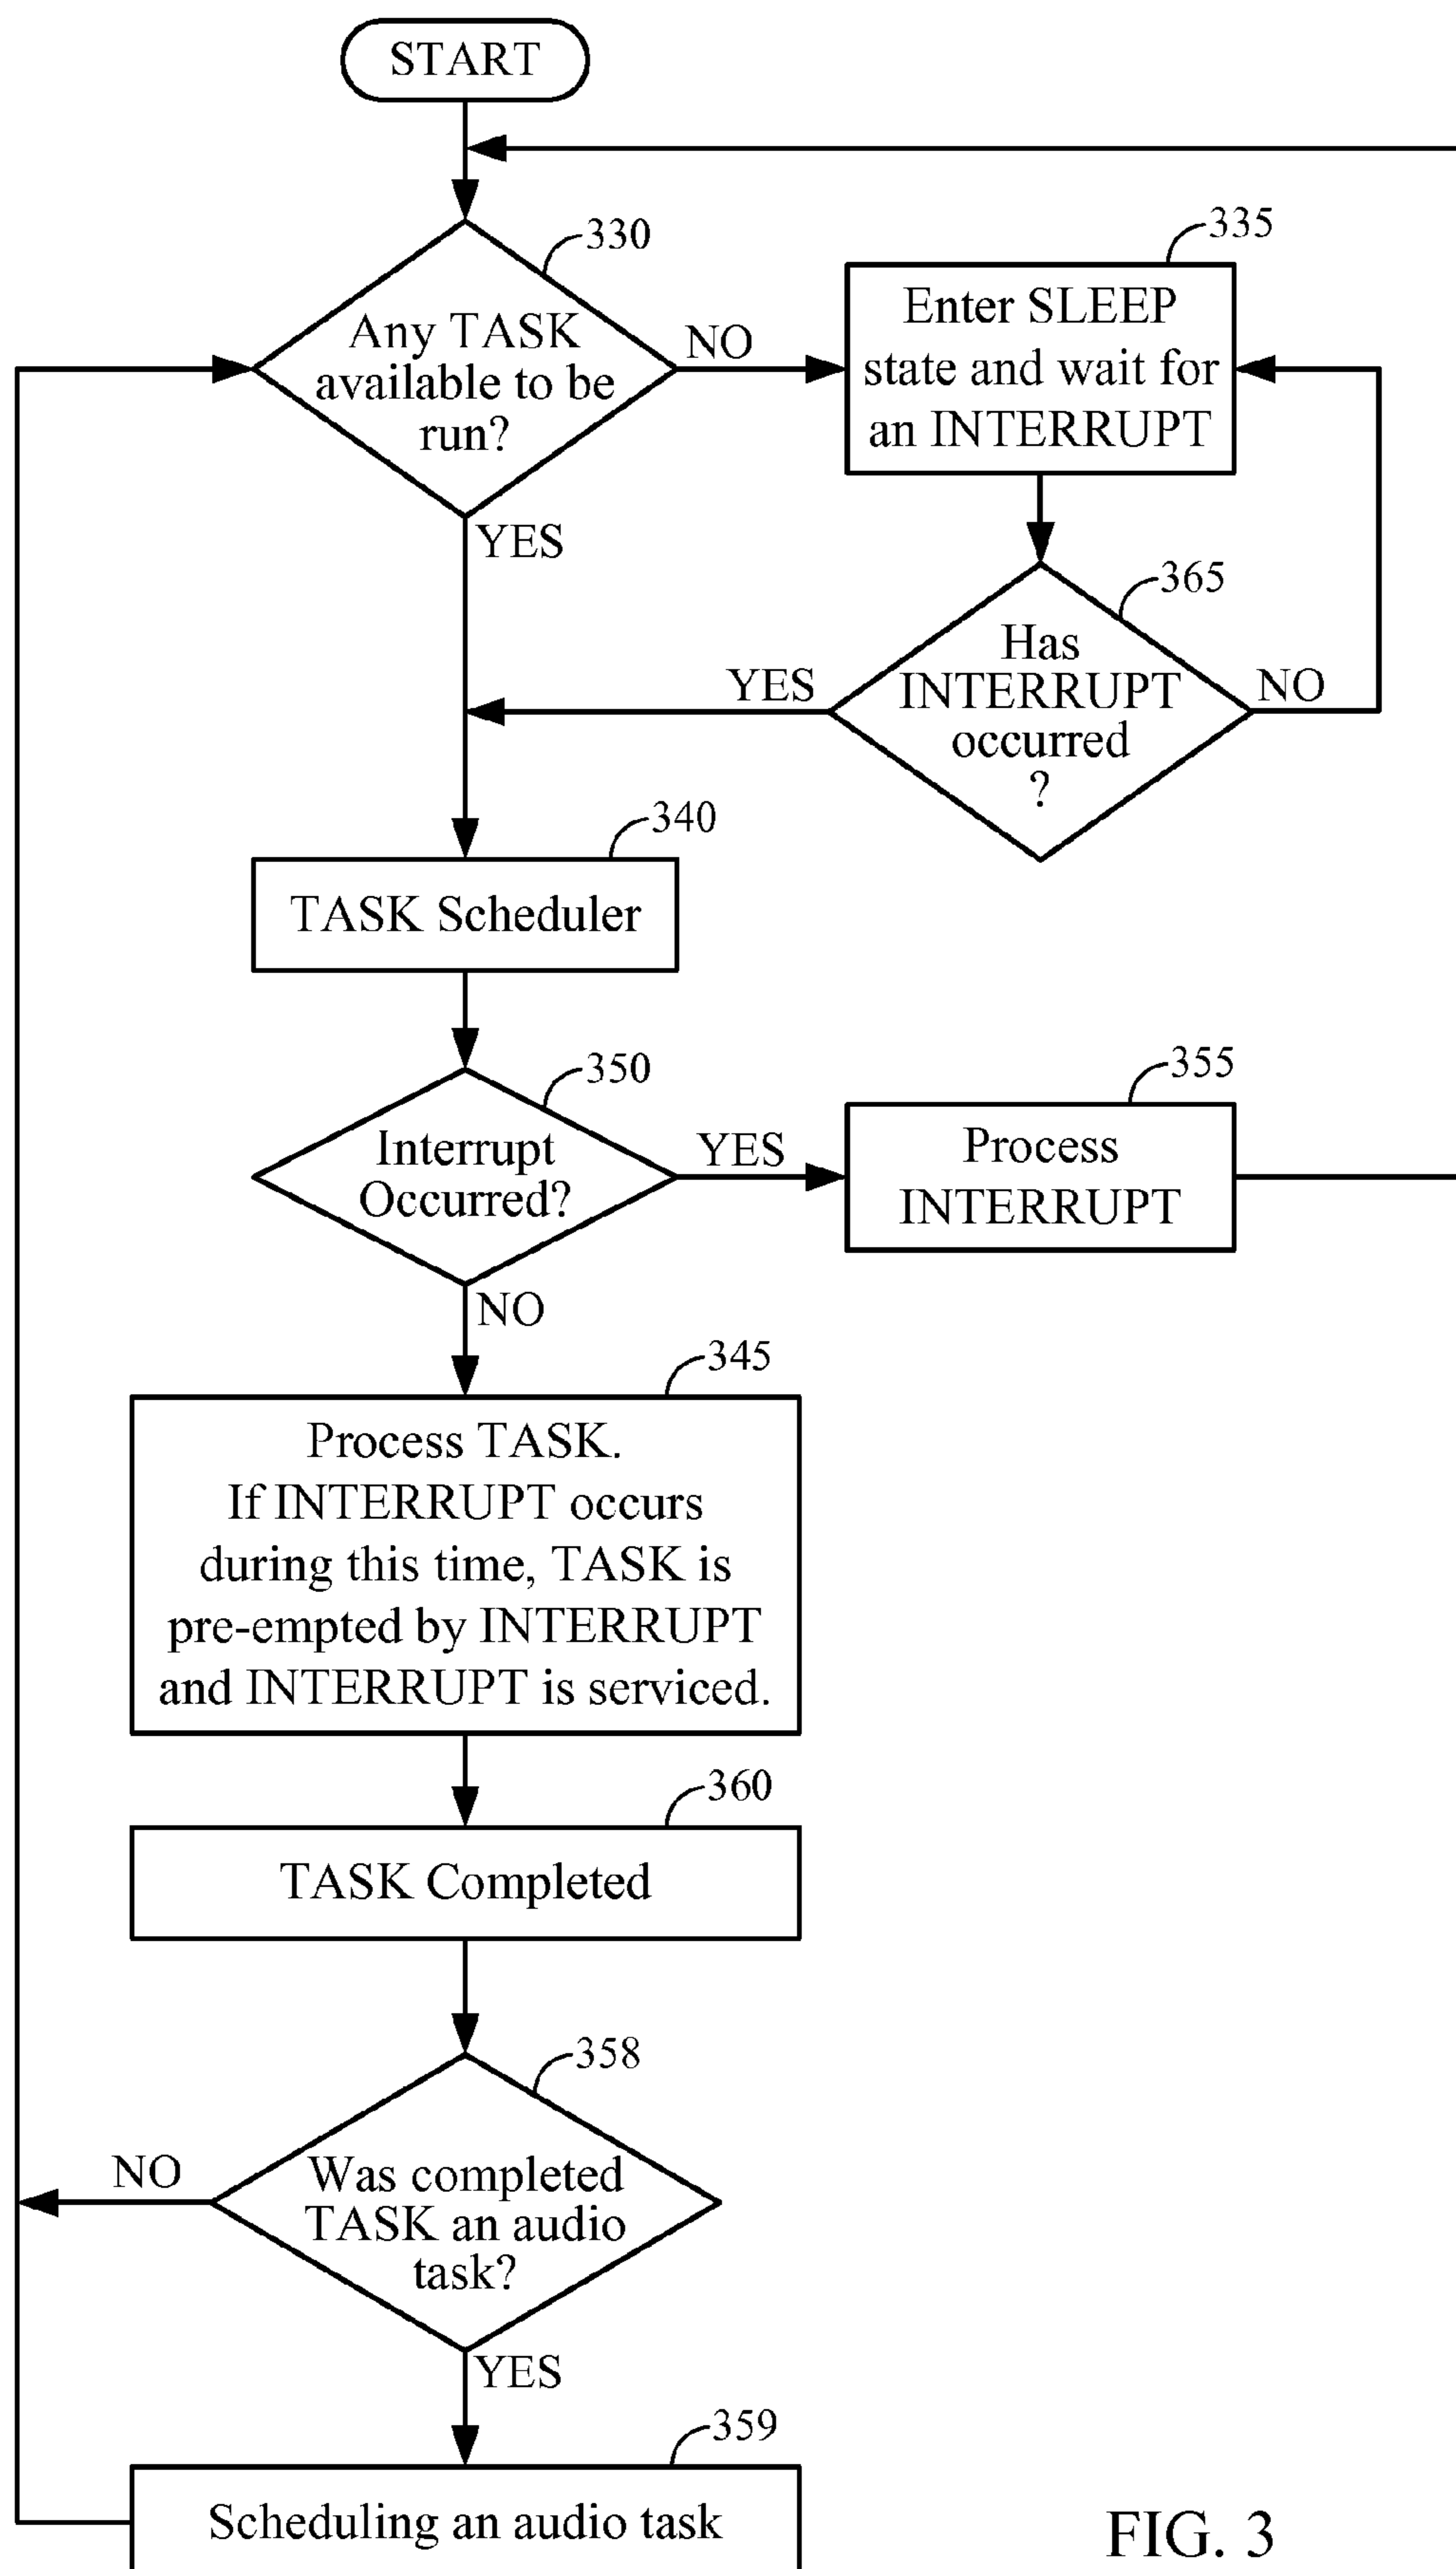 START
330
Any TASK
available to be
run?
NO
YES
335
Enter SLEEP
state and wait for
an INTERRUPT
365
Has
INTERRUPT
occurred
?
YES
NO
340
TASK Scheduler
350
Interrupt
Occurred?
YES
NO
355
Process
INTERRUPT
345
Process TASK.
If INTERRUPT occurs
during this time, TASK is
pre-empted by INTERRUPT
and INTERRUPT is serviced.
360
TASK Completed
358
Was completed
TASK an audio
task?
NO
YES
359
Scheduling an audio task
FIG. 3